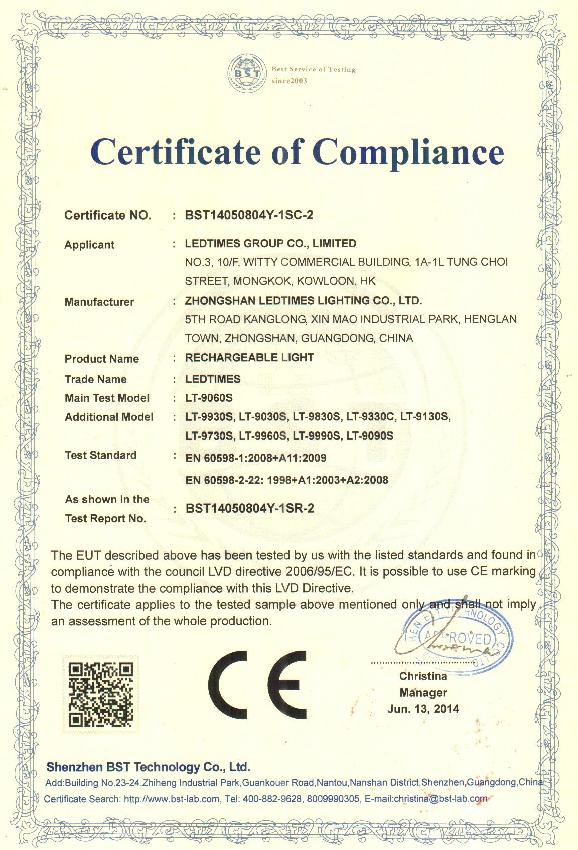 BST
Best Service of Testing
since2003
Certificate of Compliance
Certificate NO. : BST14050804Y-1SC-2
Applicant : LEDTIMES GROUP CO., LIMITED
NO.3, 10/F, WITTY COMMERCIAL BUILDING, 1A-1L TUNG CHOI
STREET, MONGKOK, KOWLOON, HK
Manufacturer : ZHONGSHAN LEDTIMES LIGHTING CO., LTD.
5TH ROAD KANGLONG, XIN MAO INDUSTRIAL PARK, HENGLAN
TOWN, ZHONGSHAN, GUANGDONG, CHINA
Product Name : RECHARGEABLE LIGHT
Trade Name : LEDTIMES
Main Test Model : LT-9060S
Additional Model : LT-9930S, LT-9030S, LT-9830S, LT-9330C, LT-9130S,
LT-9730S, LT-9960S, LT-9990S, LT-9090S
Test Standard : EN 60598-1:2008+A11:2009
EN 60598-2-22: 1998+A1:2003+A2:2008
As shown in the
Test Report No. : BST14050804Y-1SR-2
The EUT described above has been tested by us with the listed standards and found in
compliance with the council LVD directive 2006/95/EC. It is possible to use CE marking
to demonstrate the compliance with this LVD Directive.
The certificate applies to the tested sample above mentioned only and shall not imply
an assessment of the whole production.
APPROVED
CE
Christina
Manager
Jun. 13, 2014
Shenzhen BST Technology Co., Ltd.
Add:Building No.23-24,Zhiheng Industrial Park,Guankouer Road,Nantou,Nanshan District,Shenzhen,Guangdong,China
Certificate Search: http://www.bst-lab.com, Tel: 400-882-9628, 8009990305, E-mail:christina@bst-lab.com